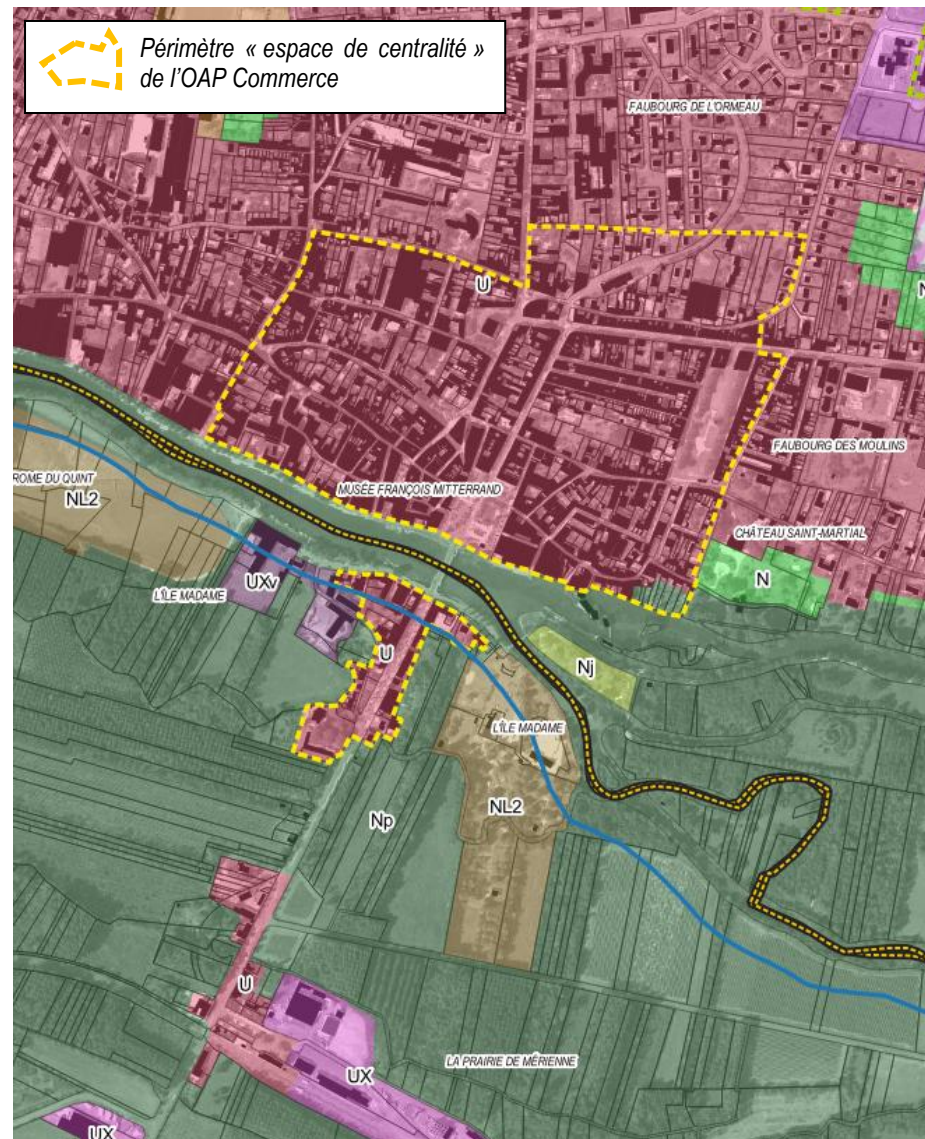 Périmètre « espace de centralité »
de l'OAP Commerce
FAUBOURG DE L'ORMEAU
U
N
FAUBOURG DES MOULINS
ROME DU QUINT
NL2
MUSÉE FRANÇOIS MITTERRAND
CHÂTEAU SAINT-MARTIAL
N
UXv
L'ÎLE MADAME
U
Nj
L'ÎLE MADAME
NL2
Np
U
LA PRAIRIE DE MÉRIENNE
UX
UX